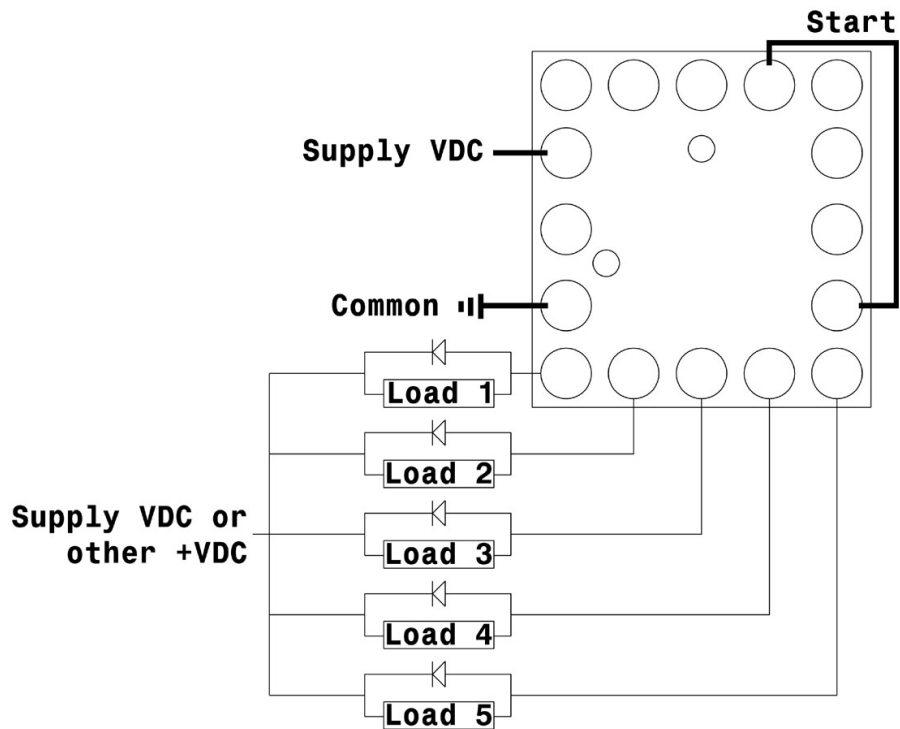 Start
Supply VDC
Common
Load 1
Load 2
Supply VDC or
other +VDC
Load 3
Load 4
Load 5